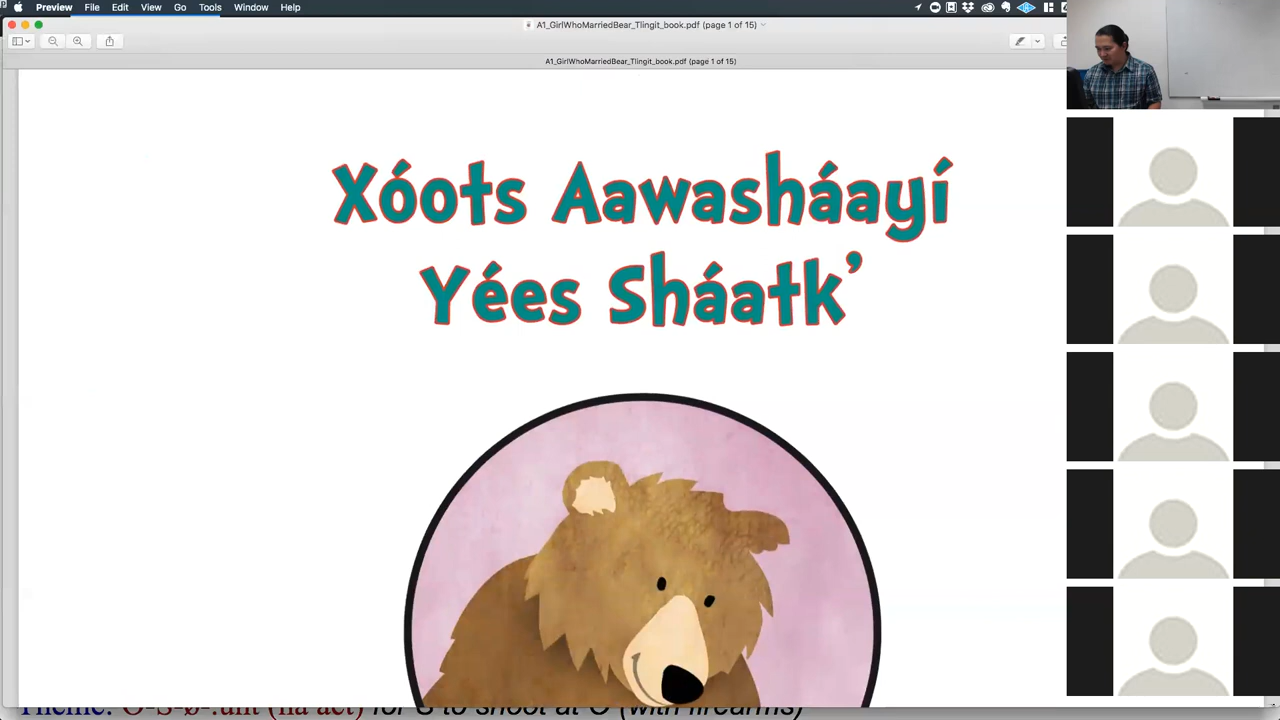 Preview File Edit View Go Tools Window Help
A1_GirlWhoMarriedBear_Tlingit_book.pdf (page 1 of 15)
A1_GirlWhoMarriedBear_Tlingit_book.pdf (page 1 of 15)
Xóots Aawasháayí
Yées Sháatk’